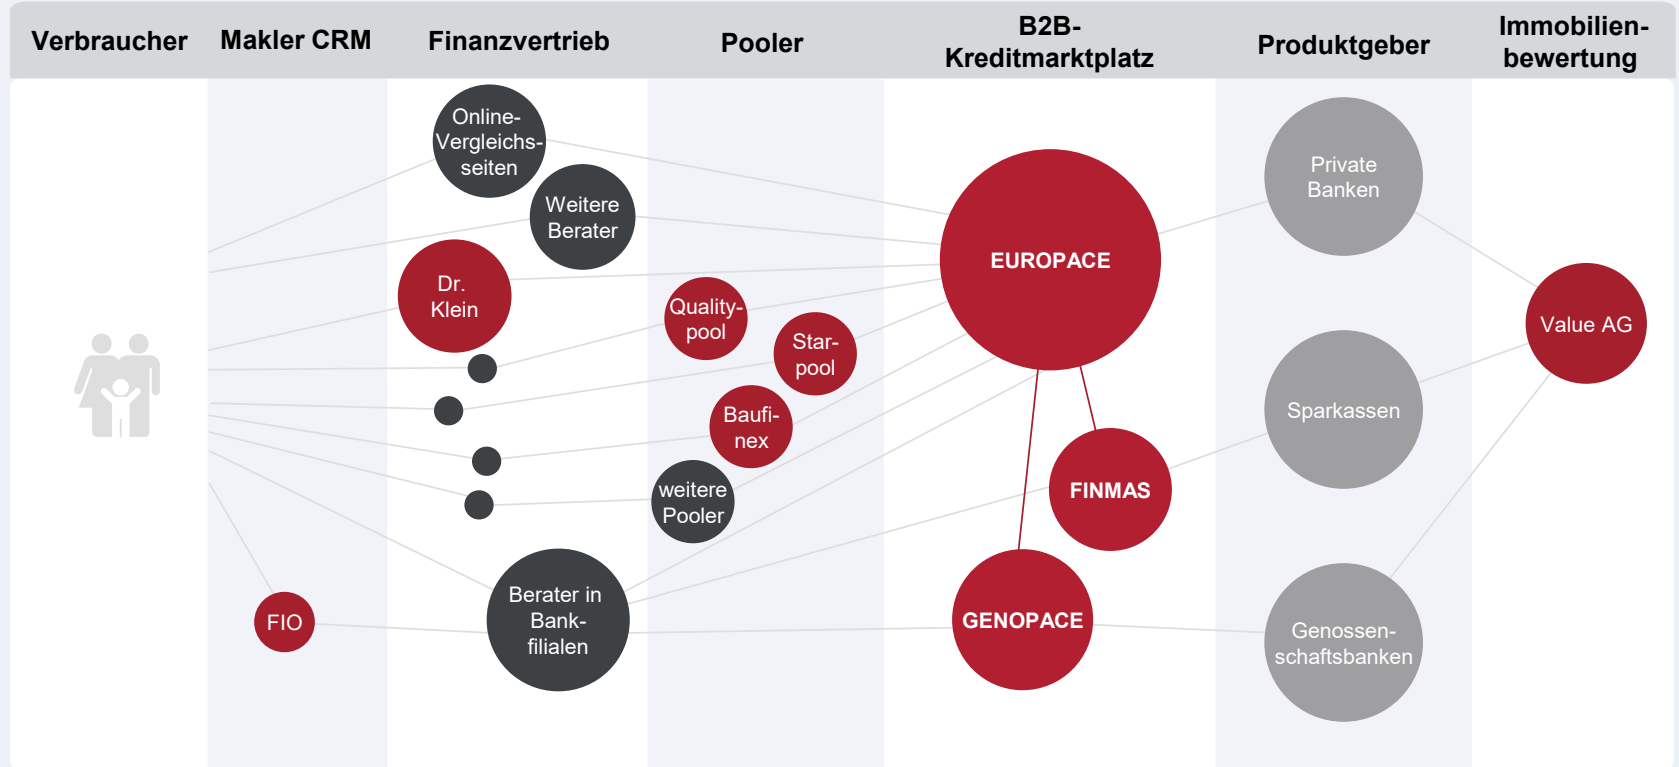 Verbraucher
Makler CRM
Finanzvertrieb
Pooler
B2B-
Kreditmarktplatz
Produktgeber
Immobilien-
bewertung
Online-
Vergleichs-
seiten
Weitere
Berater
Dr.
Klein
Berater in
Bank-
filialen
FIO
Quality-
pool
Star-
pool
Baufi-
nex
weitere
Pooler
EUROPACE
FINMAS
GENOPACE
Private
Banken
Sparkassen
Genossen-
schaftsbanken
Value AG